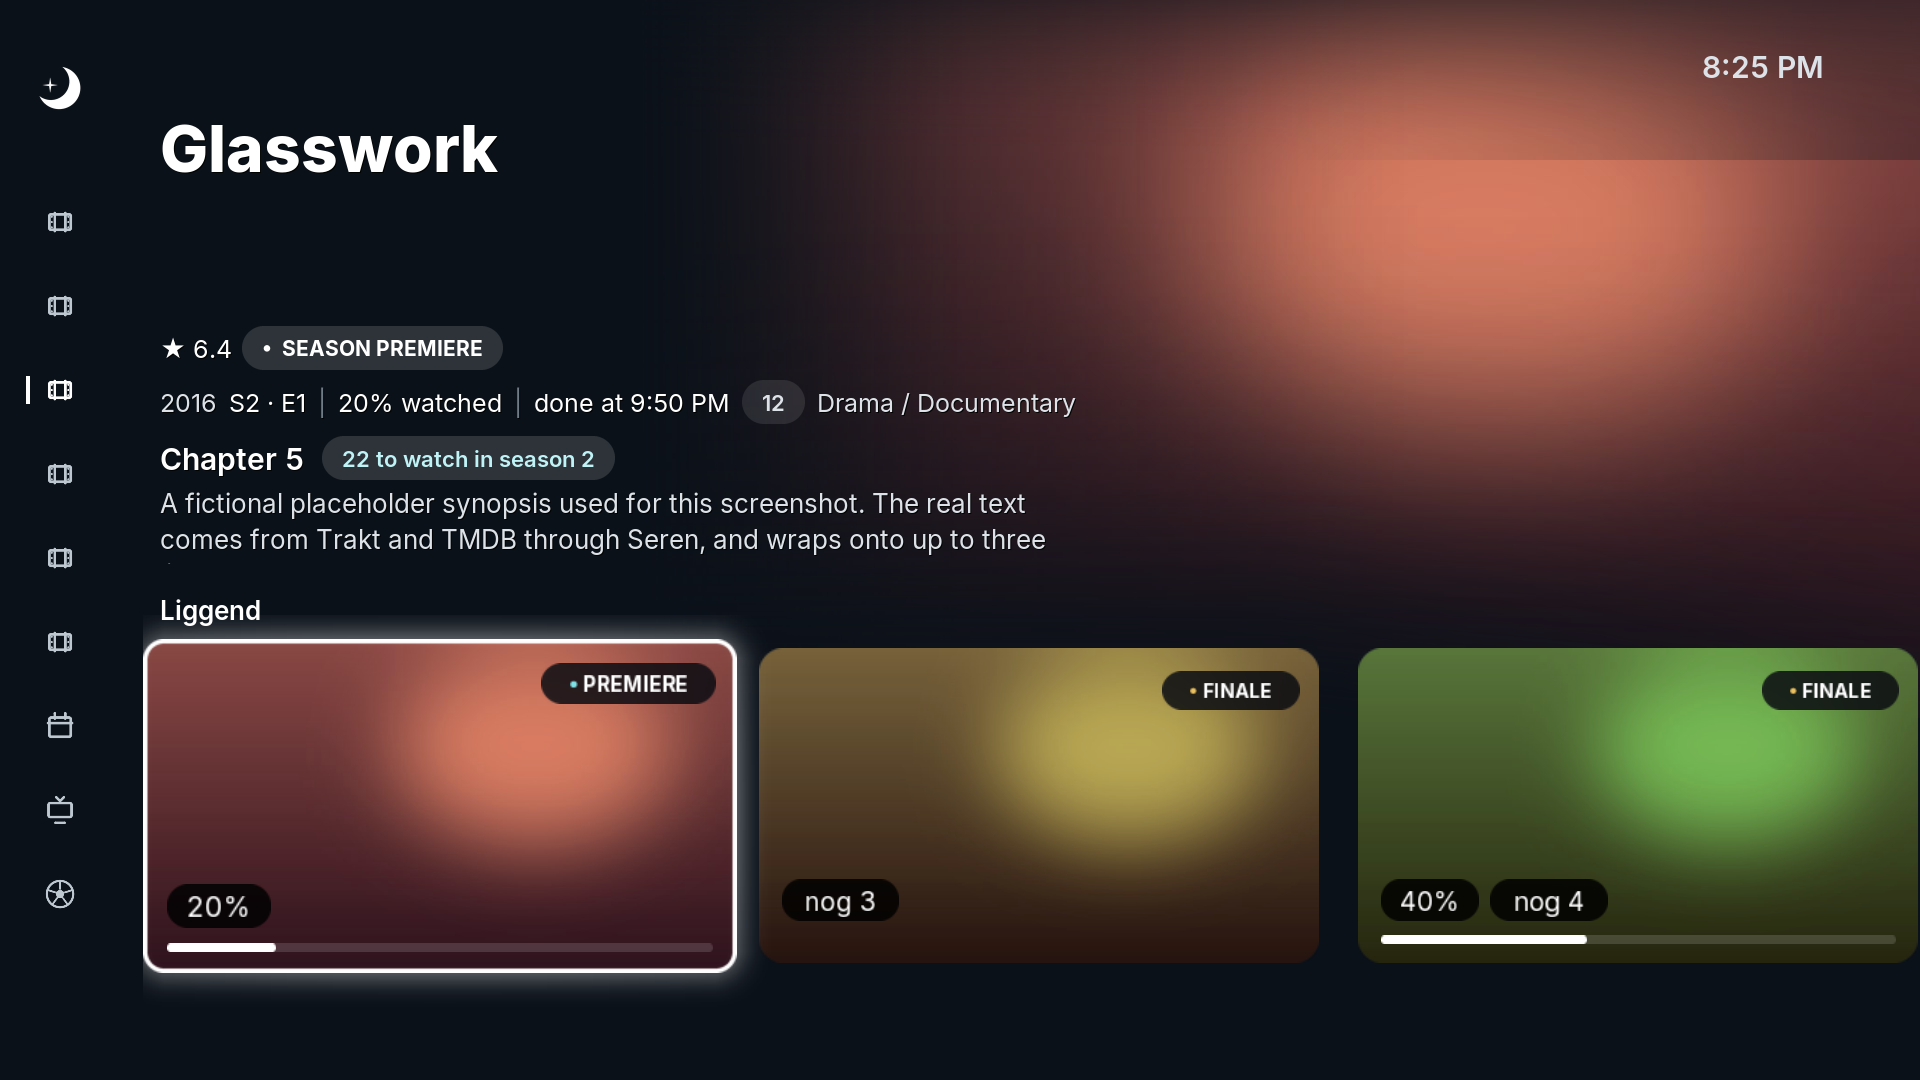 8:25 PM
Glasswork
★ 6.4 • SEASON PREMIERE
2016 S2 · E1 | 20% watched | done at 9:50 PM 12 Drama / Documentary
Chapter 5 22 to watch in season 2
A fictional placeholder synopsis used for this screenshot. The real text
comes from Trakt and TMDB through Seren, and wraps onto up to three
Liggend
• PREMIERE
• FINALE
• FINALE
20%
nog 3
40% nog 4